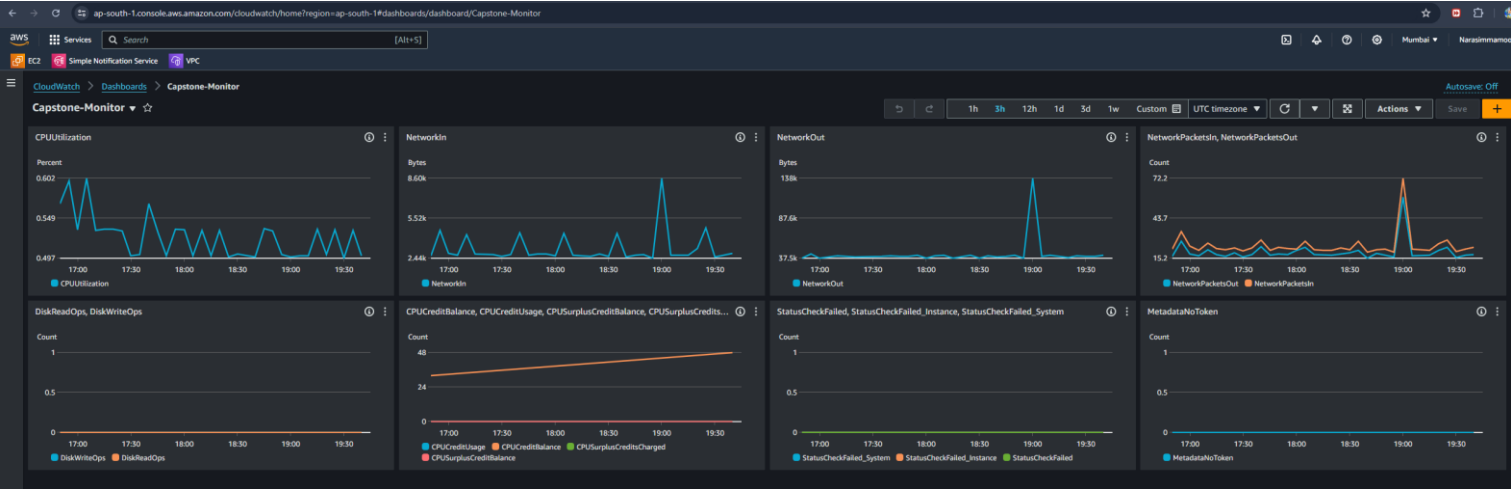 ap-south-1.console.aws.amazon.com/cloudwatch/home?region=ap-south-1#dashboards/dashboard/Capstone-Monitor
aws Services Search [Alt+S] Mumbai
EC2 Simple Notification Service VPC
CloudWatch > Dashboards > Capstone-Monitor Autosave: Off
Capstone-Monitor 1h 3h 12h 1d 3d 1w Custom UTC timezone Actions Save
CPUUtilization
Percent
0.602
0.549
0.497
17:00 17:30 18:00 18:30 19:00 19:30
CPUUtilization
NetworkIn
Bytes
8.60k
5.52k
2.44k
17:00 17:30 18:00 18:30 19:00 19:30
NetworkIn
NetworkOut
Bytes
138k
87.6k
37.5k
17:00 17:30 18:00 18:30 19:00 19:30
NetworkOut
NetworkPacketsIn, NetworkPacketsOut
Count
72.2
43.7
15.2
17:00 17:30 18:00 18:30 19:00 19:30
NetworkPacketsOut NetworkPacketsIn
DiskReadOps, DiskWriteOps
Count
1
0.5
0
17:00 17:30 18:00 18:30 19:00 19:30
DiskWriteOps DiskReadOps
CPUCreditBalance, CPUCreditUsage, CPUSurplusCreditBalance, CPUSurplusCredits...
Count
48
24
0
17:00 17:30 18:00 18:30 19:00 19:30
CPUCreditUsage CPUCreditBalance CPUSurplusCreditsCharged
CPUSurplusCreditBalance
StatusCheckFailed, StatusCheckFailed_Instance, StatusCheckFailed_System
Count
1
0.5
0
17:00 17:30 18:00 18:30 19:00 19:30
StatusCheckFailed_System StatusCheckFailed_Instance StatusCheckFailed
MetadataNoToken
Count
1
0.5
0
17:00 17:30 18:00 18:30 19:00 19:30
MetadataNoToken